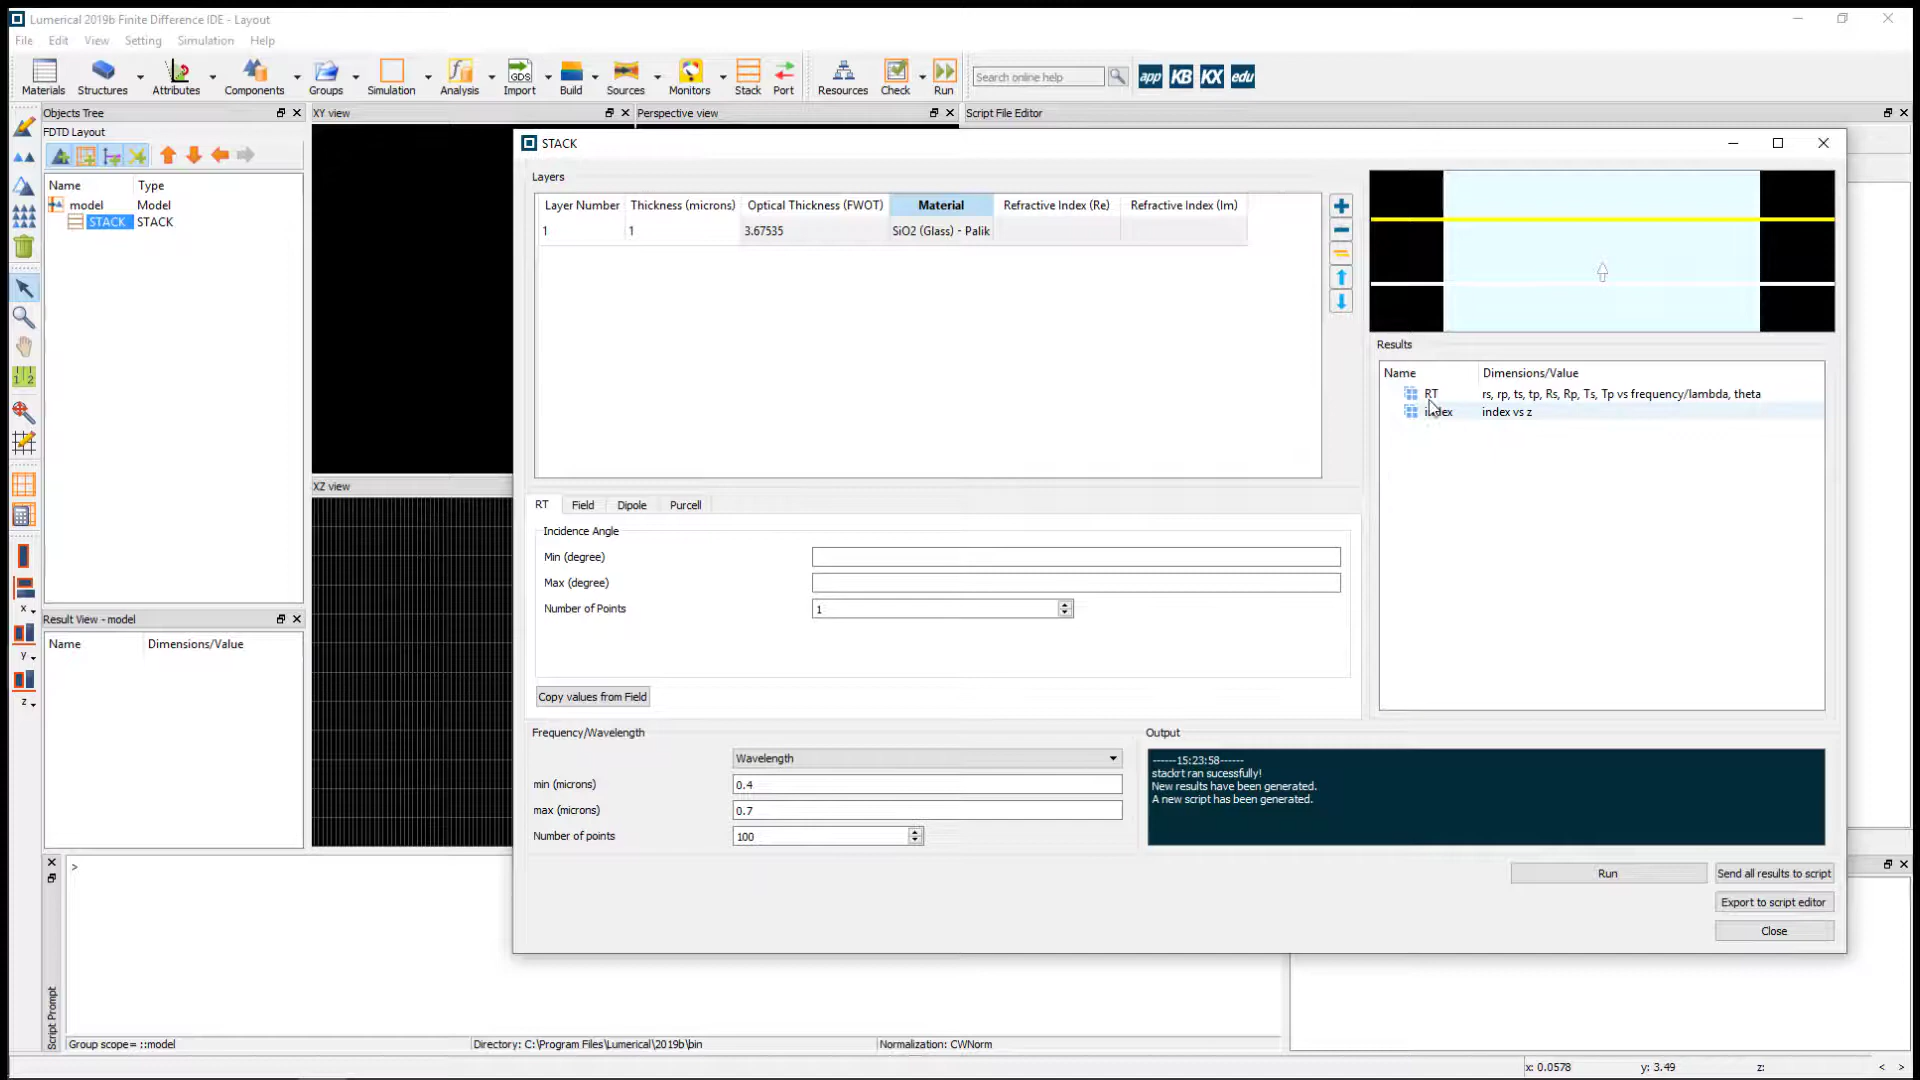 Lumerical 2019b Finite Difference IDE - Layout
File Edit View Setting Simulation Help
Materials Structures Attributes Components Groups Simulation Analysis Import Build Sources Monitors Stack Port Resources Check Run
GDS
Search online help
app KB KX edu
Objects Tree
XY view
Perspective view
Script File Editor
FDTD Layout
Name Type
model Model
STACK STACK
STACK
Layers
Layer Number Thickness (microns) Optical Thickness (FWOT) Material Refractive Index (Re) Refractive Index (Im)
1 1 3.67535 SiO2 (Glass) - Palik
Results
Name Dimensions/Value
RT rs, rp, ts, tp, Rs, Rp, Ts, Tp vs frequency/lambda, theta
index index vs z
XZ view
RT Field Dipole Purcell
Incidence Angle
Min (degree)
Max (degree)
Number of Points 1
Copy values from Field
Result View - model
Name Dimensions/Value
x
y
z
Frequency/Wavelength
Wavelength
min (microns) 0.4
max (microns) 0.7
Number of points 100
Output
------15:23:58------
stackrt ran sucessfully!
New results have been generated.
A new script has been generated.
Run
Send all results to script
Export to script editor
Close
>
Script Prompt
Group scope= ::model
Directory: C:\Program Files\Lumerical\2019b\bin
Normalization: CWNorm
x: 0.0578 y: 3.49 z:
< >